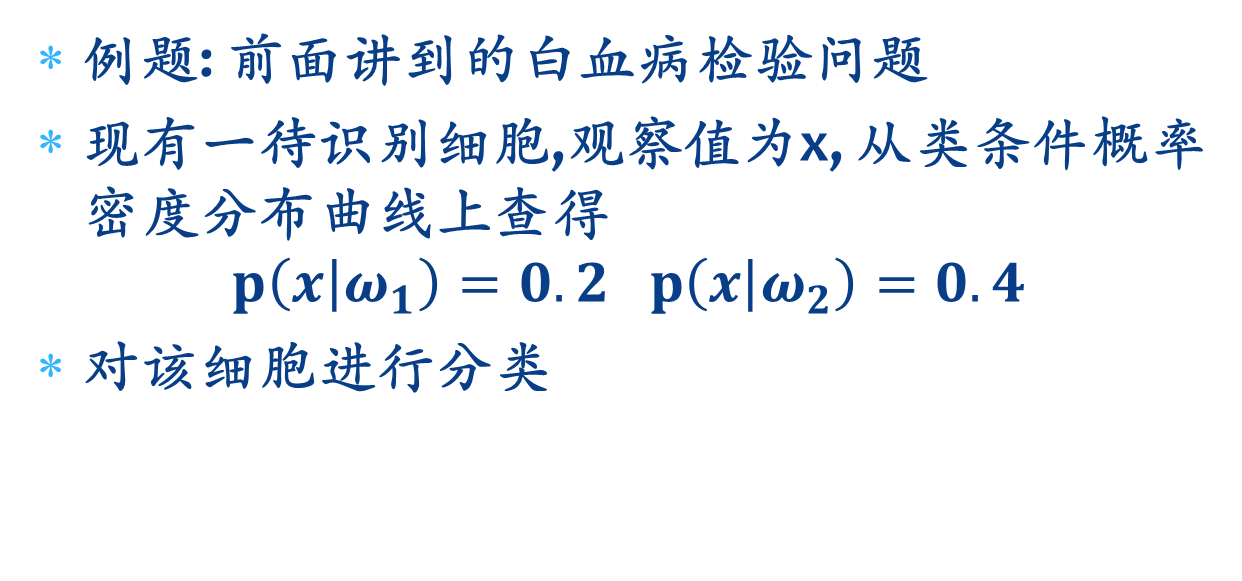 * 例题: 前面讲到的白血病检验问题
* 现有一待识别细胞,观察值为x, 从类条件概率
密度分布曲线上查得
p(x|ω₁) = 0.2 p(x|ω₂) = 0.4
* 对该细胞进行分类